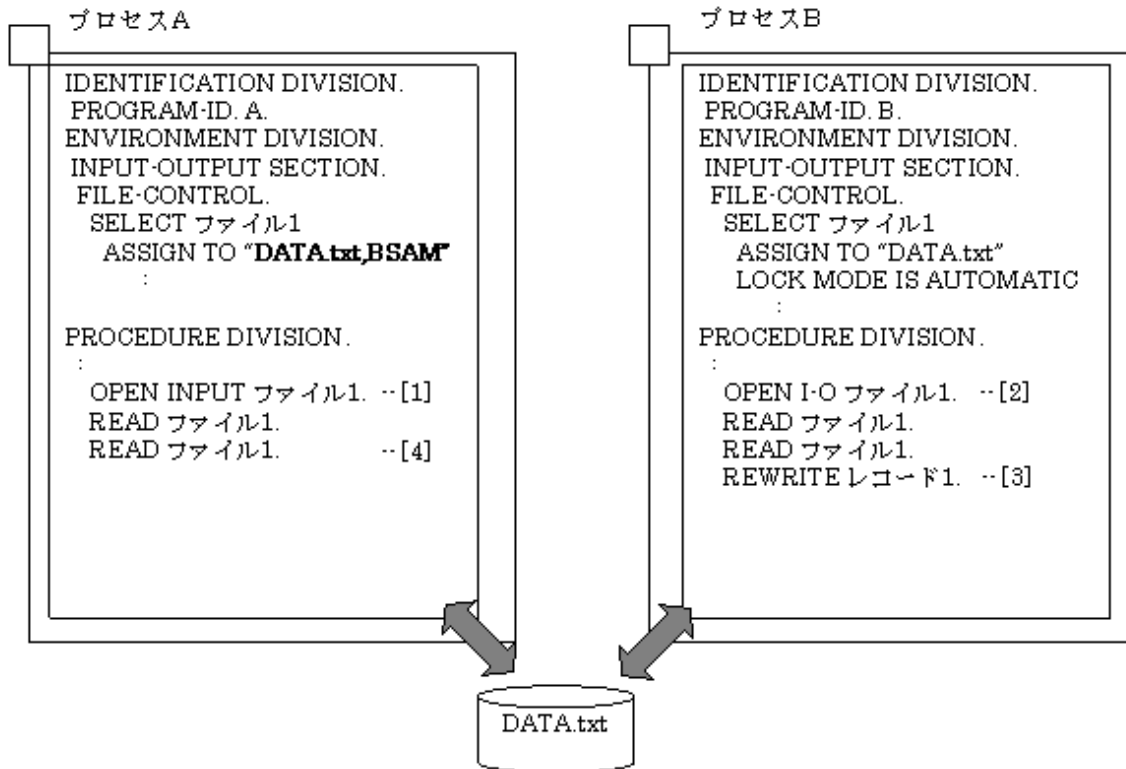 プロセスA
IDENTIFICATION DIVISION.
PROGRAM-ID. A.
ENVIRONMENT DIVISION.
INPUT-OUTPUT SECTION.
FILE-CONTROL.
SELECT ファイル1
ASSIGN TO “DATA.txt,BSAM”
:
PROCEDURE DIVISION.
:
OPEN INPUT ファイル1. ··[1]
READ ファイル1.
READ ファイル1. ··[4]
プロセスB
IDENTIFICATION DIVISION.
PROGRAM-ID. B.
ENVIRONMENT DIVISION.
INPUT-OUTPUT SECTION.
FILE-CONTROL.
SELECT ファイル1
ASSIGN TO “DATA.txt”
LOCK MODE IS AUTOMATIC
:
PROCEDURE DIVISION.
:
OPEN I-O ファイル1. ··[2]
READ ファイル1.
READ ファイル1.
REWRITE レコード1. ··[3]
DATA.txt